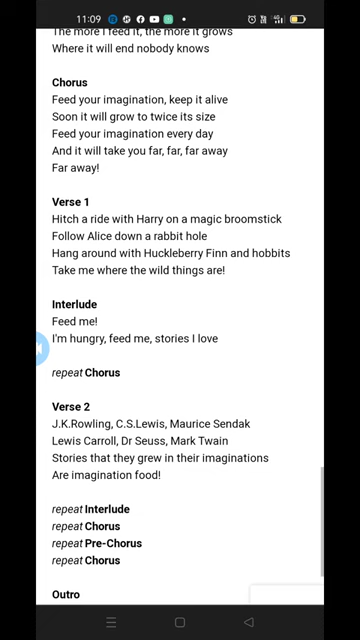 11:09
The more I feed it, the more it grows
Where it will end nobody knows
Chorus
Feed your imagination, keep it alive
Soon it will grow to twice its size
Feed your imagination every day
And it will take you far, far, far away
Far away!
Verse 1
Hitch a ride with Harry on a magic broomstick
Follow Alice down a rabbit hole
Hang around with Huckleberry Finn and hobbits
Take me where the wild things are!
Interlude
Feed me!
I'm hungry, feed me, stories I love
repeat Chorus
Verse 2
J.K.Rowling, C.S.Lewis, Maurice Sendak
Lewis Carroll, Dr Seuss, Mark Twain
Stories that they grew in their imaginations
Are imagination food!
repeat Interlude
repeat Chorus
repeat Pre-Chorus
repeat Chorus
Outro